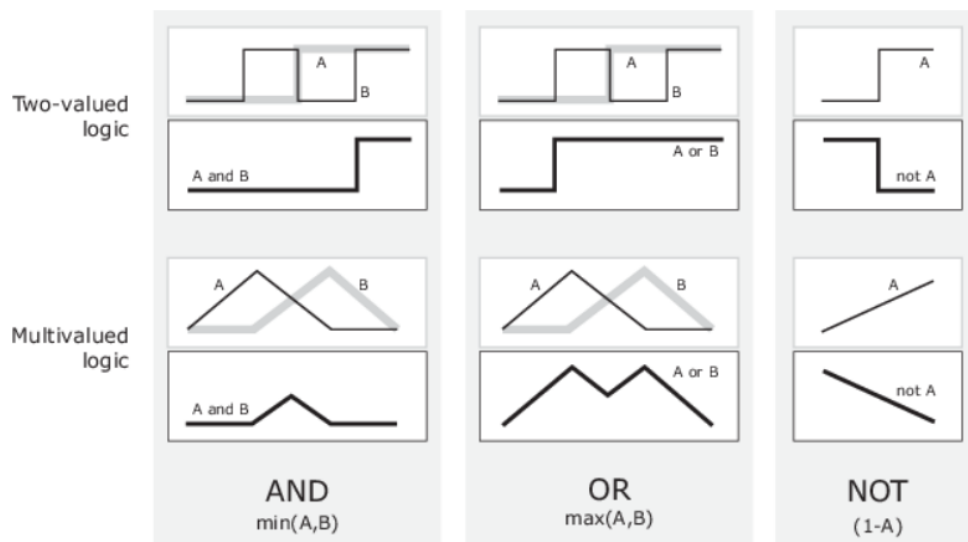 A
B
A
B
A
Two-valued
logic
A and B
A or B
not A
A
B
A
B
A
Multivalued
logic
A and B
A or B
not A
AND
OR
NOT
min(A,B)
max(A,B)
(1-A)